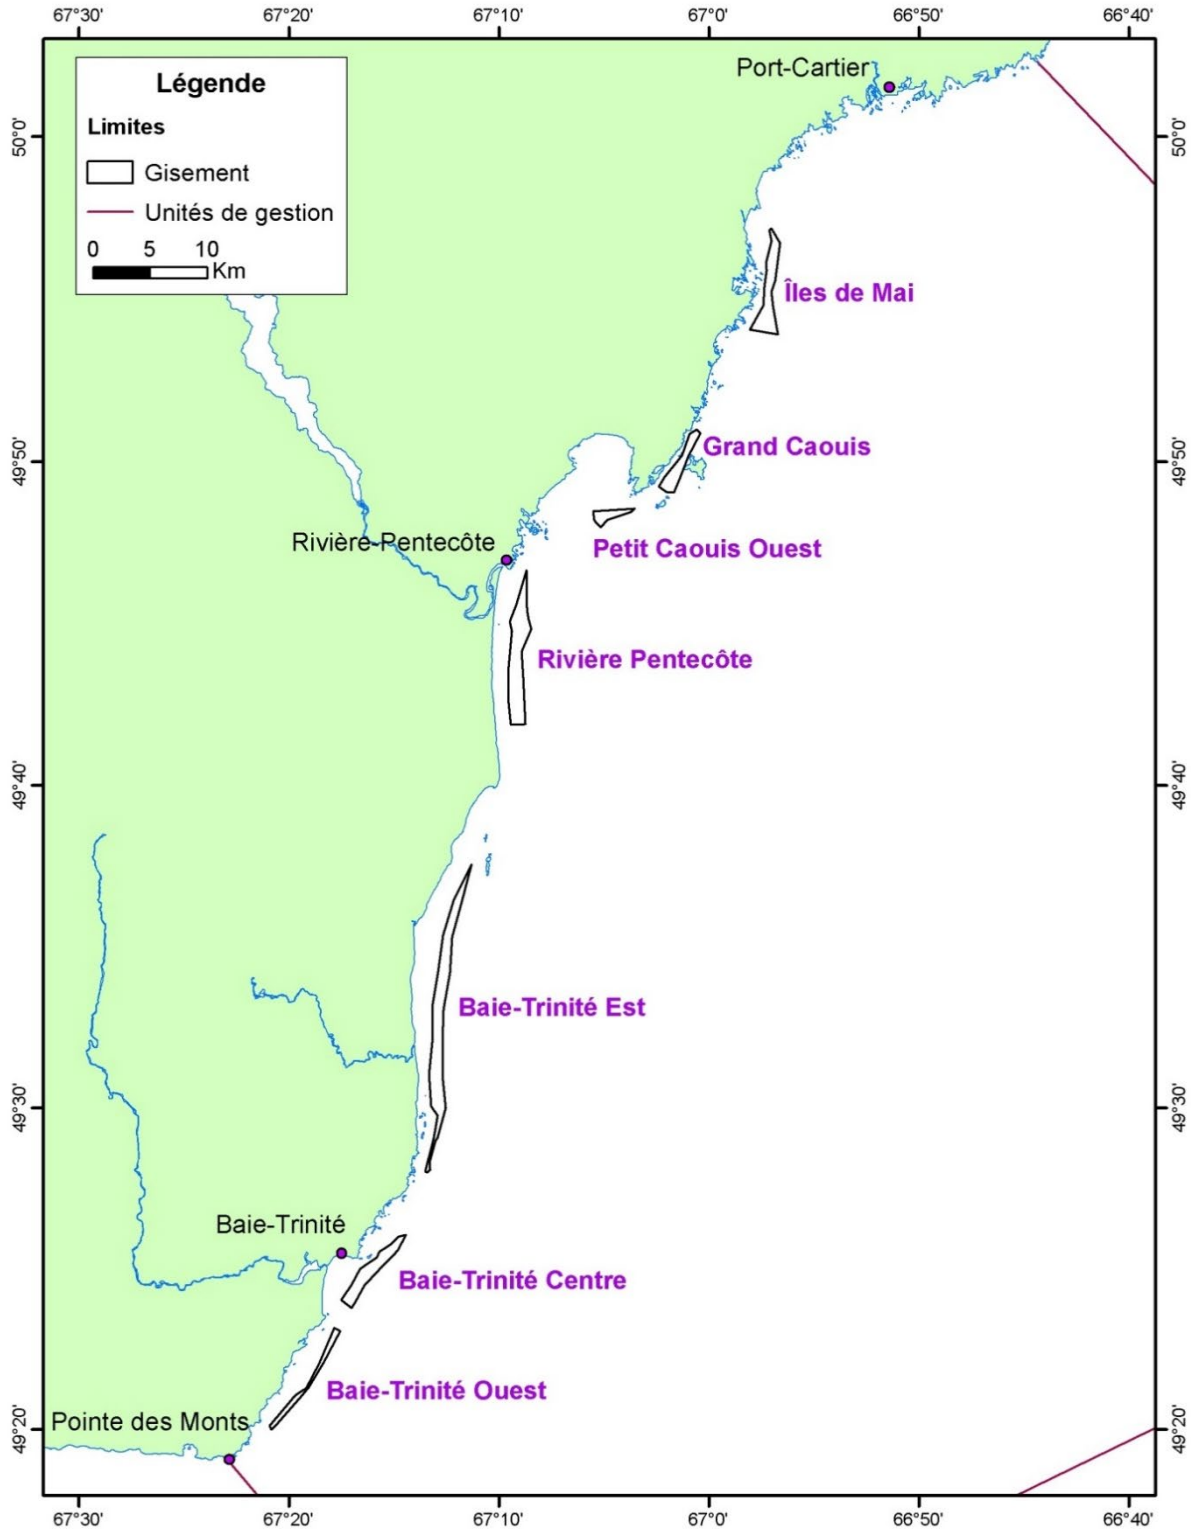 67°30' 67°20' 67°10' 67°0' 66°50' 66°40'
Légende
Limites
Gisement
Unités de gestion
0 5 10
Km
Port-Cartier
50°0' 50°0'
Îles de Mai
Grand Caouis
49°50' 49°50'
Rivière-Pentecôte
Petit Caouis Ouest
Rivière Pentecôte
49°40' 49°40'
Baie-Trinité Est
49°30' 49°30'
Baie-Trinité
Baie-Trinité Centre
Baie-Trinité Ouest
Pointe des Monts
49°20' 49°20'
67°30' 67°20' 67°10' 67°0' 66°50' 66°40'